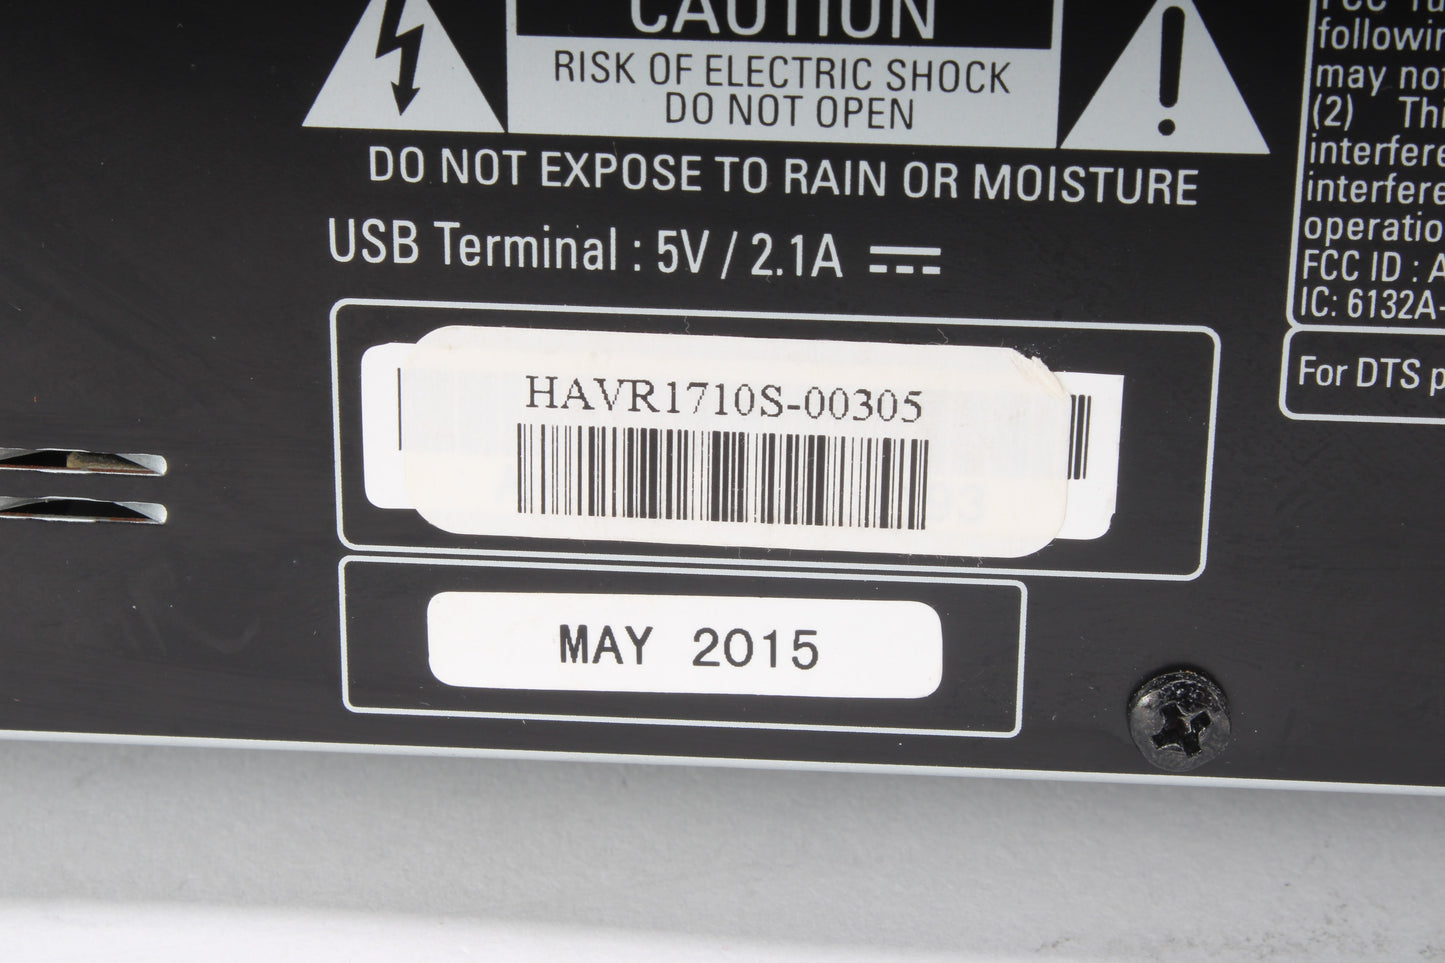 CAUTION
RISK OF ELECTRIC SHOCK
DO NOT OPEN
DO NOT EXPOSE TO RAIN OR MOISTURE
USB Terminal : 5V / 2.1A
HAVR1710S-00305
MAY 2015
followin
may not
(2) Thi
interfere
interfere
operatio
FCC ID : A
IC: 6132A-
For DTS p